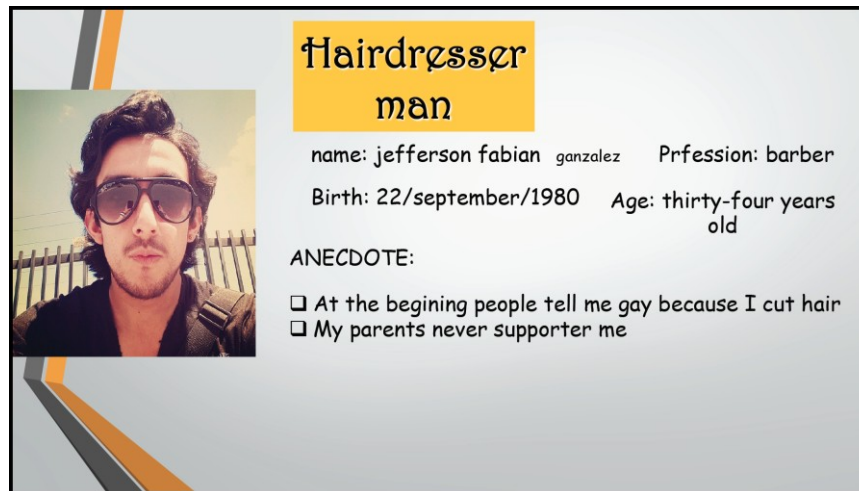 Hairdresser
man
name: jefferson fabian ganzalez Prfession: barber
Birth: 22/september/1980 Age: thirty-four years
old
ANECDOTE:
❑ At the begining people tell me gay because I cut hair
❑ My parents never supporter me